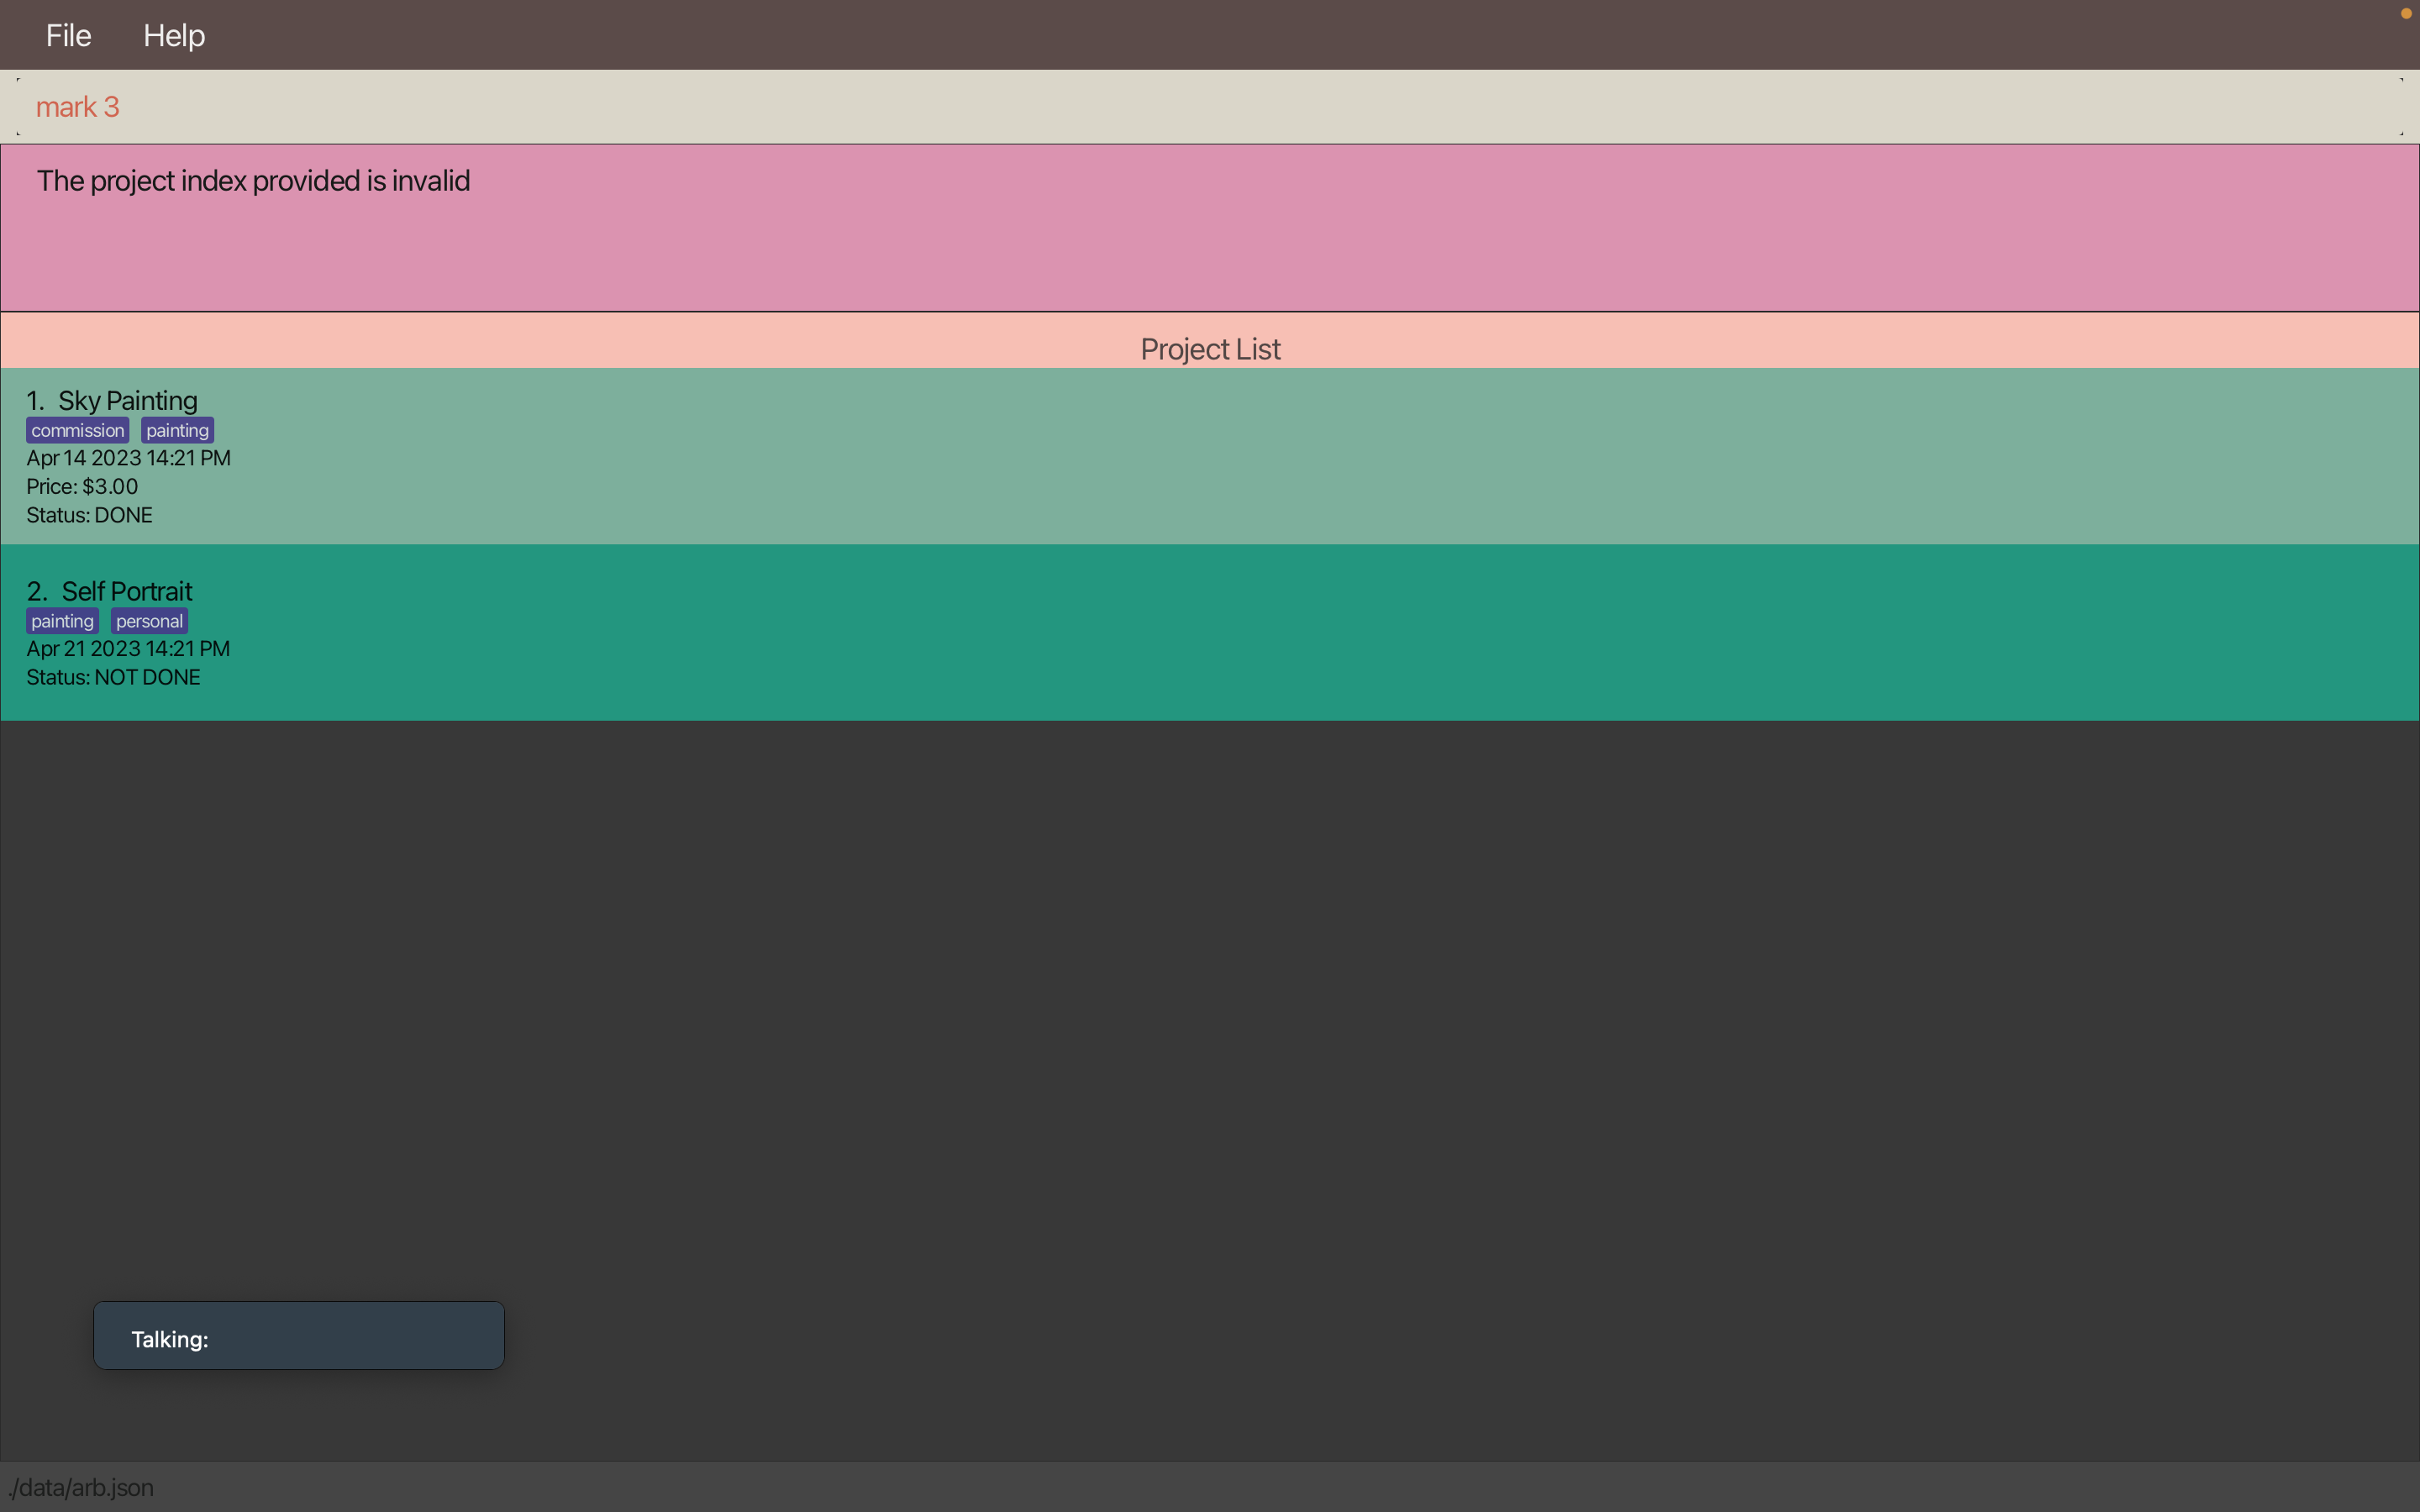 File Help
mark 3
The project index provided is invalid
Project List
1. Sky Painting
commission painting
Apr 14 2023 14:21 PM
Price: $3.00
Status: DONE
2. Self Portrait
painting personal
Apr 21 2023 14:21 PM
Status: NOT DONE
Talking:
./data/arb.json